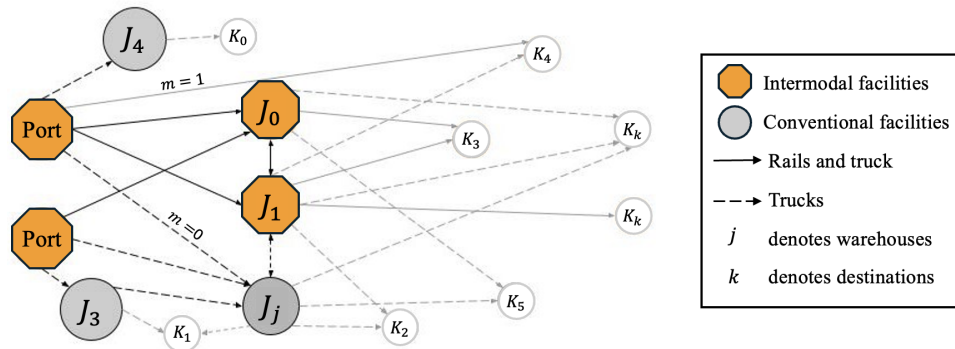 J₄
K₀
K₄
m = 1
Port
J₀
Kₖ
K₃
J₁
Kₖ
m =0
Port
J₃
Jⱼ
K₅
K₁
K₂
Intermodal facilities
Conventional facilities
Rails and truck
Trucks
j denotes warehouses
k denotes destinations